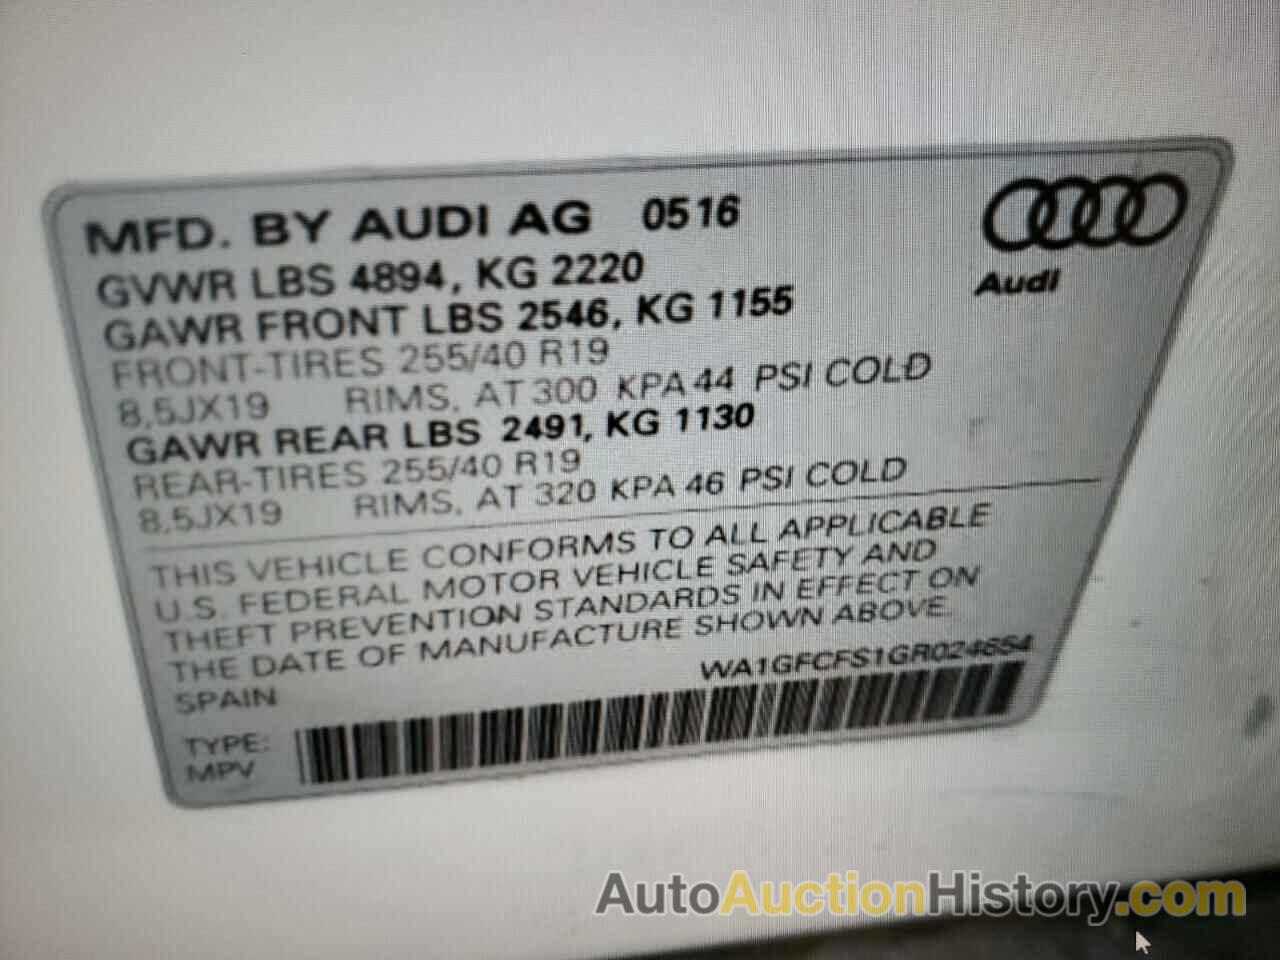 MFD. BY AUDI AG 0516
GVWR LBS 4894, KG 2220
GAWR FRONT LBS 2546, KG 1155
FRONT-TIRES 255/40 R19
8,5JX19 RIMS, AT 300 KPA 44 PSI COLD
GAWR REAR LBS 2491, KG 1130
REAR-TIRES 255/40 R19
8,5JX19 RIMS, AT 320 KPA 46 PSI COLD
THIS VEHICLE CONFORMS TO ALL APPLICABLE
U.S. FEDERAL MOTOR VEHICLE SAFETY AND
THEFT PREVENTION STANDARDS IN EFFECT ON
THE DATE OF MANUFACTURE SHOWN ABOVE.
SPAIN WA1GFCFS1GR024654
TYPE:
MPV
Audi
AutoAuctionHistory.com